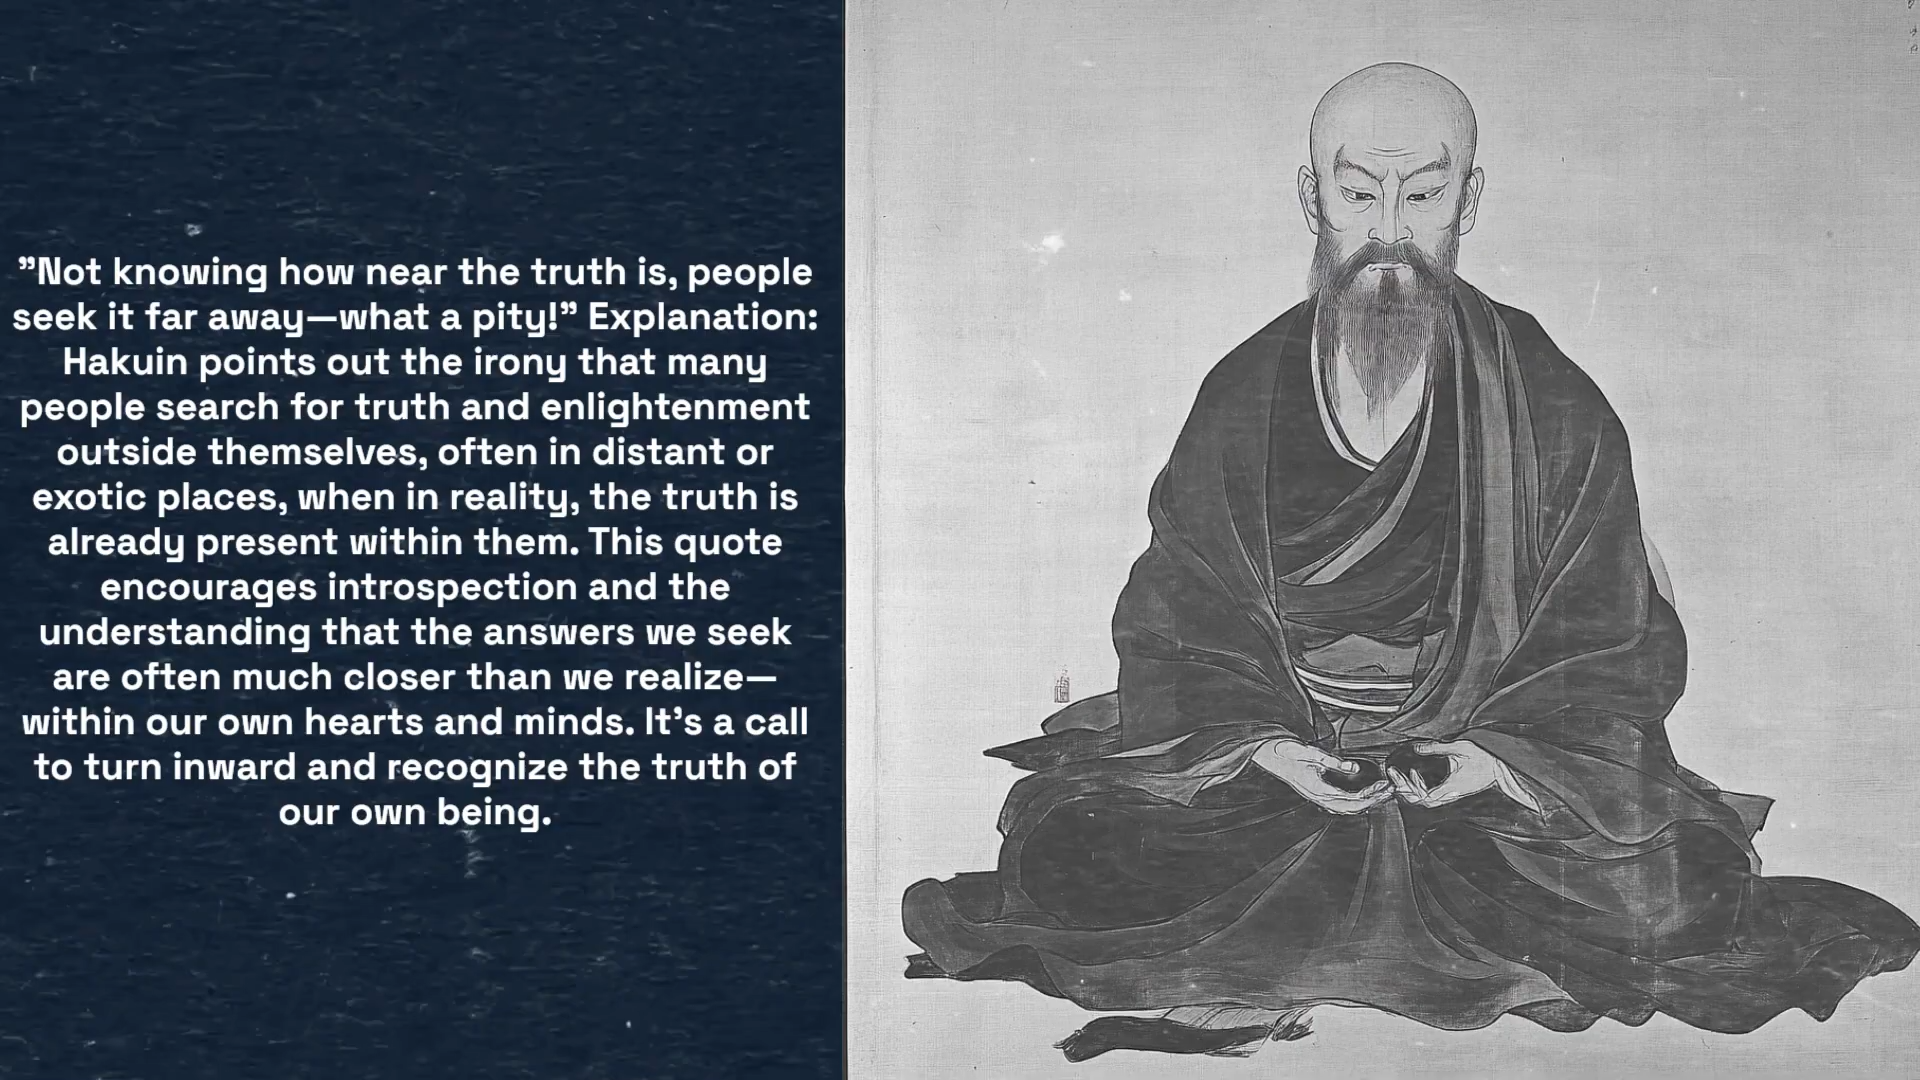 ”Not knowing how near the truth is, people
seek it far away—what a pity!” Explanation:
Hakuin points out the irony that many
people search for truth and enlightenment
outside themselves, often in distant or
exotic places, when in reality, the truth is
already present within them. This quote
encourages introspection and the
understanding that the answers we seek
are often much closer than we realize—
within our own hearts and minds. It’s a call
to turn inward and recognize the truth of
our own being.